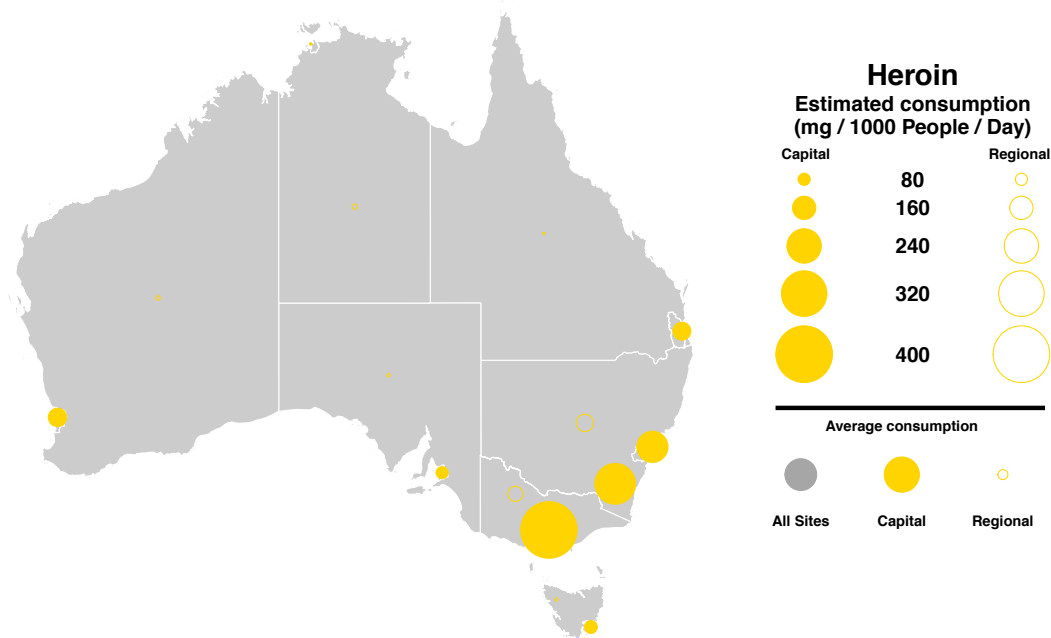 Heroin
Estimated consumption
(mg / 1000 People / Day)
Capital Regional
80
160
240
320
400
Average consumption
All Sites Capital Regional